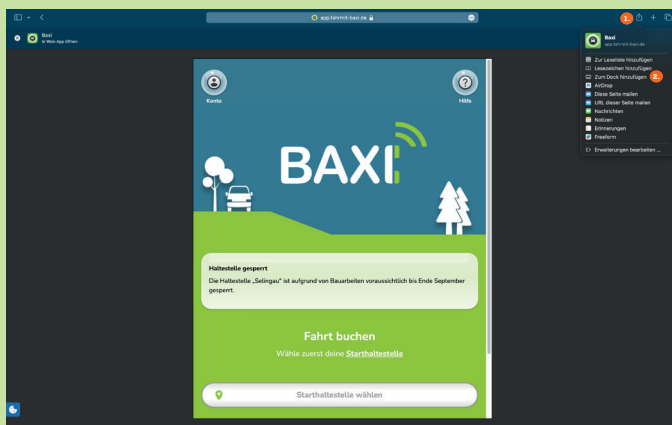 app.fahrmit-baxi.de
1.
Baxi
In Web-App öffnen
Baxi
app.fahrmit-baxi.de
Zur Leseliste hinzufügen
Lesezeichen hinzufügen
Zum Dock hinzufügen 2.
AirDrop
Diese Seite mailen
URL dieser Seite mailen
Nachrichten
Notizen
Erinnerungen
Freeform
Erweiterungen bearbeiten ...
Konto
Hilfe
BAXI
Haltestelle gesperrt
Die Haltestelle „Selingau" ist aufgrund von Bauarbeiten voraussichtlich bis Ende September
gesperrt.
Fahrt buchen
Wähle zuerst deine Starthaltestelle
Starthaltestelle wählen